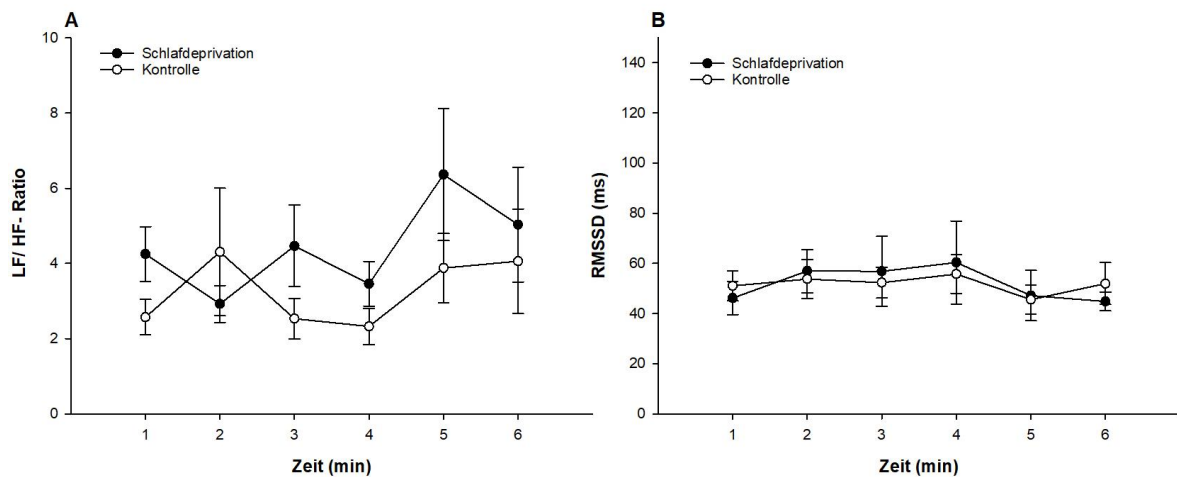 A
10
8
6
4
2
0
LF/ HF- Ratio
Schlafdeprivation
Kontrolle
1 2 3 4 5 6
Zeit (min)
B
140
120
100
80
60
40
20
0
RMSSD (ms)
Schlafdeprivation
Kontrolle
1 2 3 4 5 6
Zeit (min)